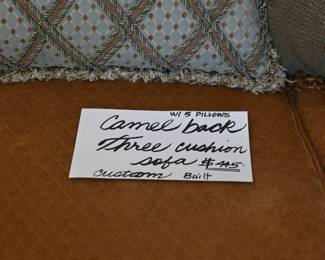 W/ 5 PILLOWS
Camel back
Three cushion
sofa $445.
Custom Built